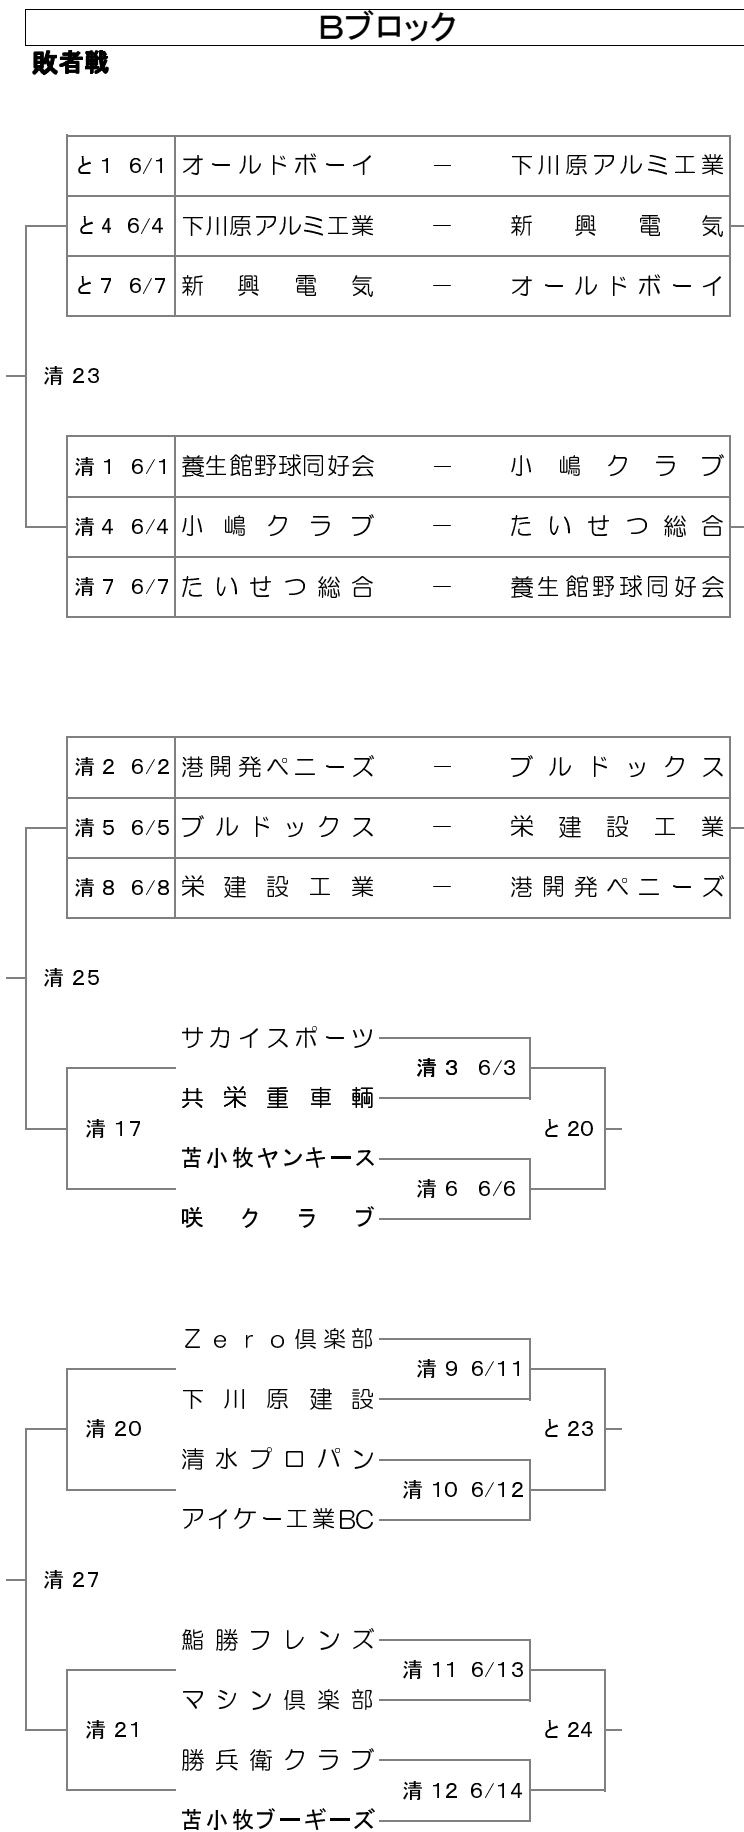 Bブロック
敗者戦
と1 6/1 オールドボーイ － 下川原アルミ工業
と4 6/4 下川原アルミ工業 － 新興電気
と7 6/7 新興電気 － オールドボーイ
清 23
清 1 6/1 養生館野球同好会 － 小嶋クラブ
清 4 6/4 小嶋クラブ － たいせつ総合
清 7 6/7 たいせつ総合 － 養生館野球同好会
清 2 6/2 港開発ペニーズ － ブルドックス
清 5 6/5 ブルドックス － 栄建設工業
清 8 6/8 栄建設工業 － 港開発ペニーズ
清 25
サカイスポーツ
清 3 6/3
共栄重車輌
清 17
と 20
苫小牧ヤンキース
清 6 6/6
咲クラブ
Zero倶楽部
清 9 6/11
下川原建設
清 20
と 23
清水プロパン
清 10 6/12
アイケー工業BC
清 27
鮨勝フレンズ
清 11 6/13
マシン倶楽部
清 21
と 24
勝兵衛クラブ
清 12 6/14
苫小牧ブーギーズ